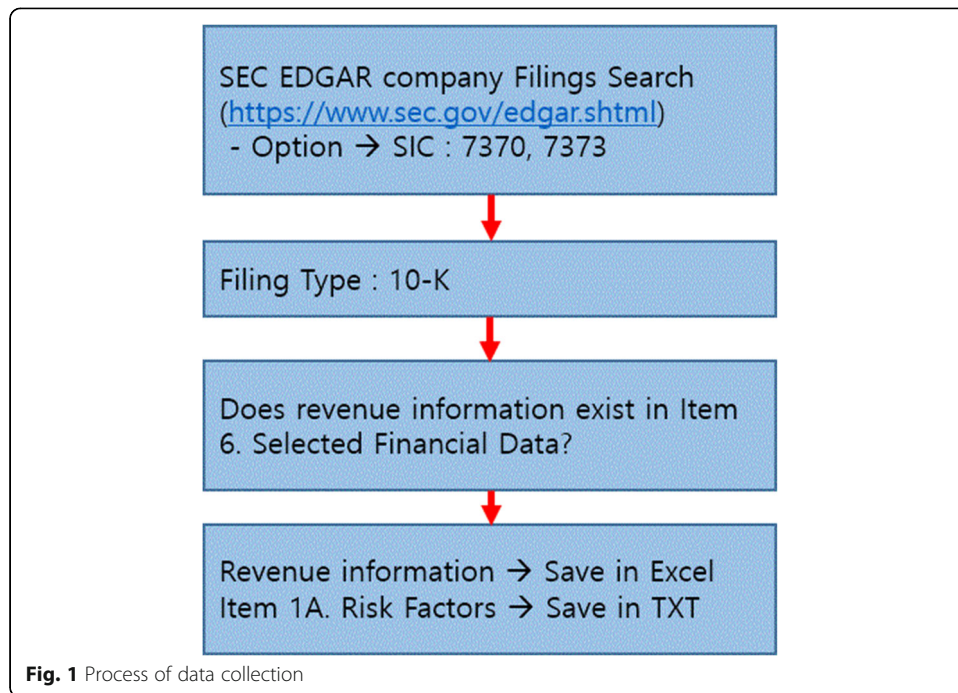 SEC EDGAR company Filings Search
(https://www.sec.gov/edgar.shtml)
- Option → SIC : 7370, 7373
Filing Type : 10-K
Does revenue information exist in Item
6. Selected Financial Data?
Revenue information → Save in Excel
Item 1A. Risk Factors → Save in TXT
Fig. 1 Process of data collection